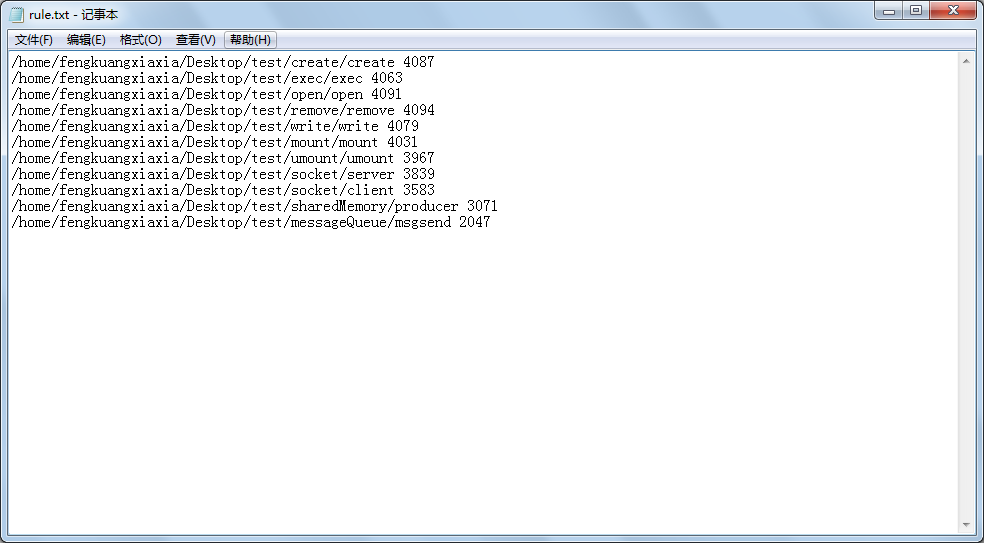 rule.txt - 记事本
文件(F) 编辑(E) 格式(O) 查看(V) 帮助(H)
/home/fengkuangxiaxia/Desktop/test/create/create 4087
/home/fengkuangxiaxia/Desktop/test/exec/exec 4063
/home/fengkuangxiaxia/Desktop/test/open/open 4091
/home/fengkuangxiaxia/Desktop/test/remove/remove 4094
/home/fengkuangxiaxia/Desktop/test/write/write 4079
/home/fengkuangxiaxia/Desktop/test/mount/mount 4031
/home/fengkuangxiaxia/Desktop/test/umount/umount 3967
/home/fengkuangxiaxia/Desktop/test/socket/server 3839
/home/fengkuangxiaxia/Desktop/test/socket/client 3583
/home/fengkuangxiaxia/Desktop/test/sharedMemory/producer 3071
/home/fengkuangxiaxia/Desktop/test/messageQueue/msgsend 2047